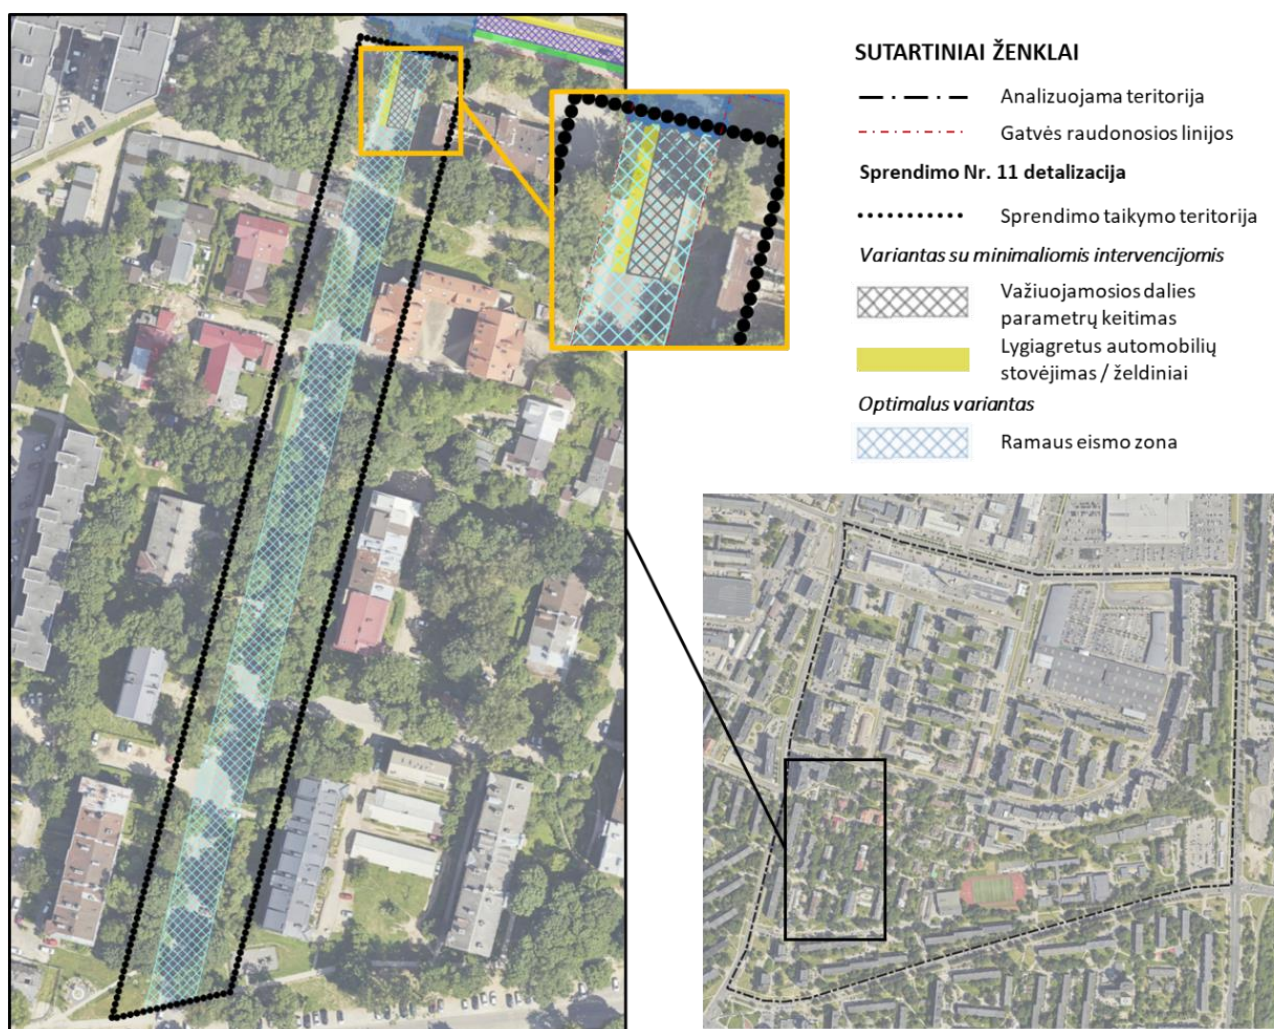 SUTARTINIAI ŽENKLAI
Analizuojama teritorija
Gatvės raudonosios linijos
Sprendimo Nr. 11 detalizacija
Sprendimo taikymo teritorija
Variantas su minimaliomis intervencijomis
Važiuojamosios dalies
parametrų keitimas
Lygiagretus automobilių
stovėjimas / želdiniai
Optimalus variantas
Ramaus eismo zona